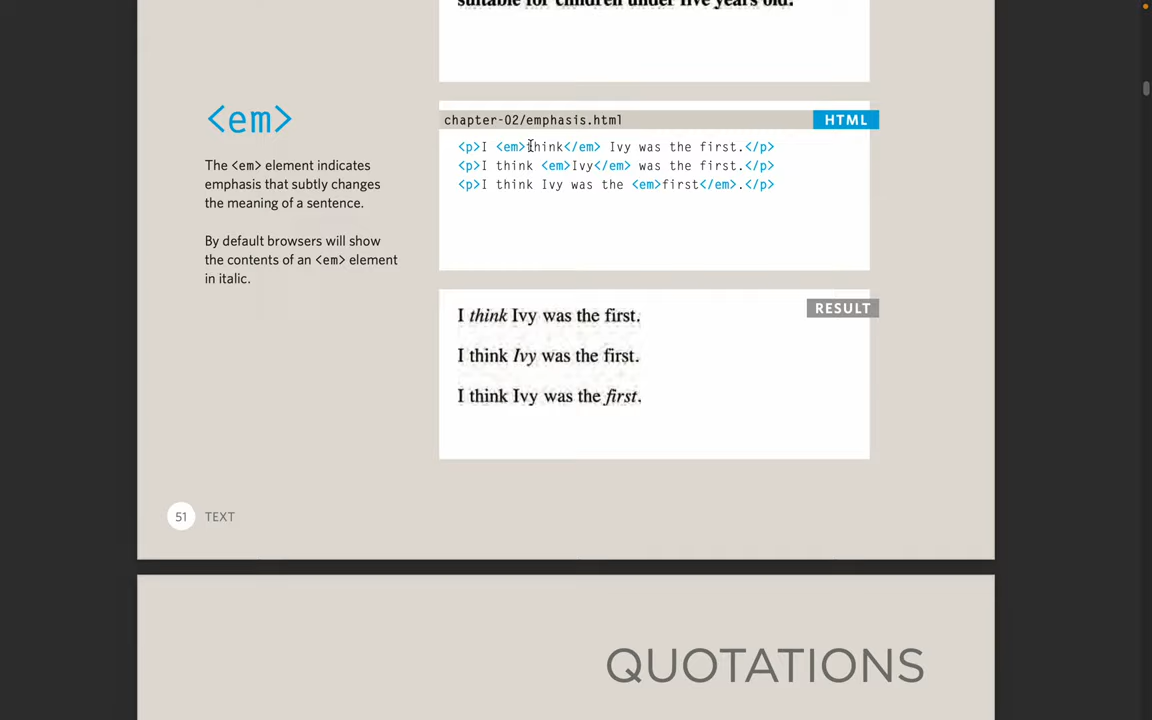 suitable for children under five years old.
<em>
The <em> element indicates
emphasis that subtly changes
the meaning of a sentence.
By default browsers will show
the contents of an <em> element
in italic.
chapter-02/emphasis.html
HTML
<p>I <em>think</em> Ivy was the first.</p>
<p>I think <em>Ivy</em> was the first.</p>
<p>I think Ivy was the <em>first</em>.</p>
RESULT
I think Ivy was the first.
I think Ivy was the first.
I think Ivy was the first.
51 TEXT
QUOTATIONS